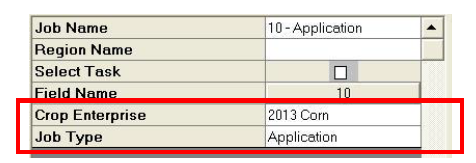 Job Name 10 - Application
Region Name
Select Task
Field Name 10
Crop Enterprise 2013 Corn
Job Type Application